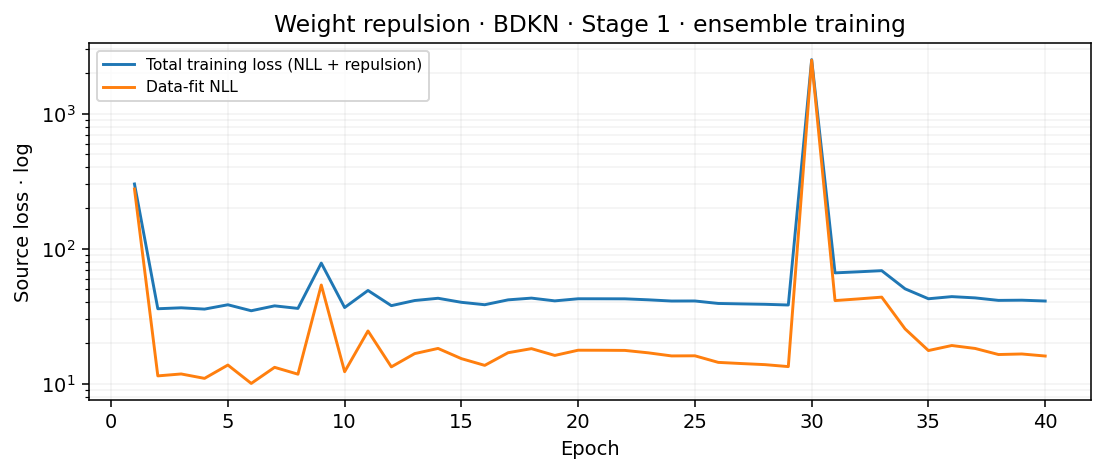 Weight repulsion · BDKN · Stage 1 · ensemble training
Total training loss (NLL + repulsion)
Data-fit NLL
Source loss · log
10³
10²
10¹
0 5 10 15 20 25 30 35 40
Epoch